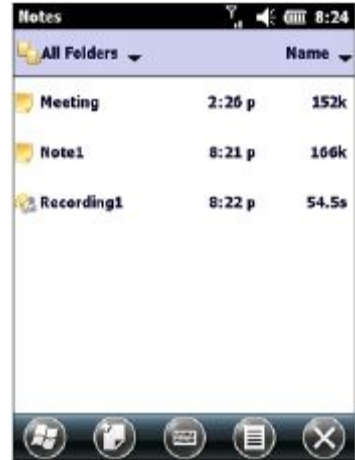 Notes 8:24
All Folders Name
Meeting 2:26 p 152k
Note1 8:21 p 166k
Recording1 8:22 p 54.5s